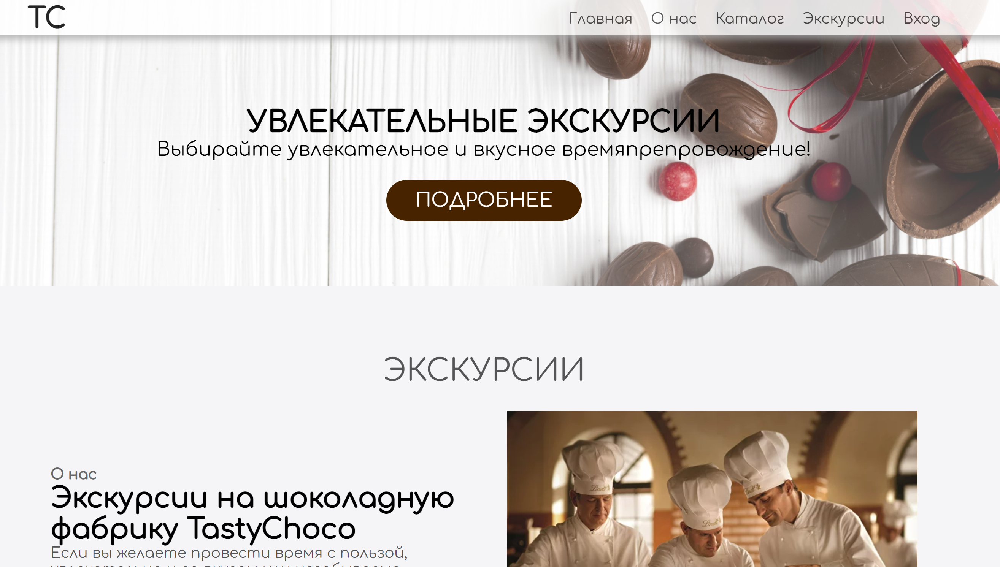 TC
Главная О нас Каталог Экскурсии Вход
УВЛЕКАТЕЛЬНЫЕ ЭКСКУРСИИ
Выбирайте увлекательное и вкусное времяпрепровождение!
ПОДРОБНЕЕ
ЭКСКУРСИИ
О нас
Экскурсии на шоколадную
фабрику TastyChoco
Если вы желаете провести время с пользой,
Lindt
Lindt
Lindt